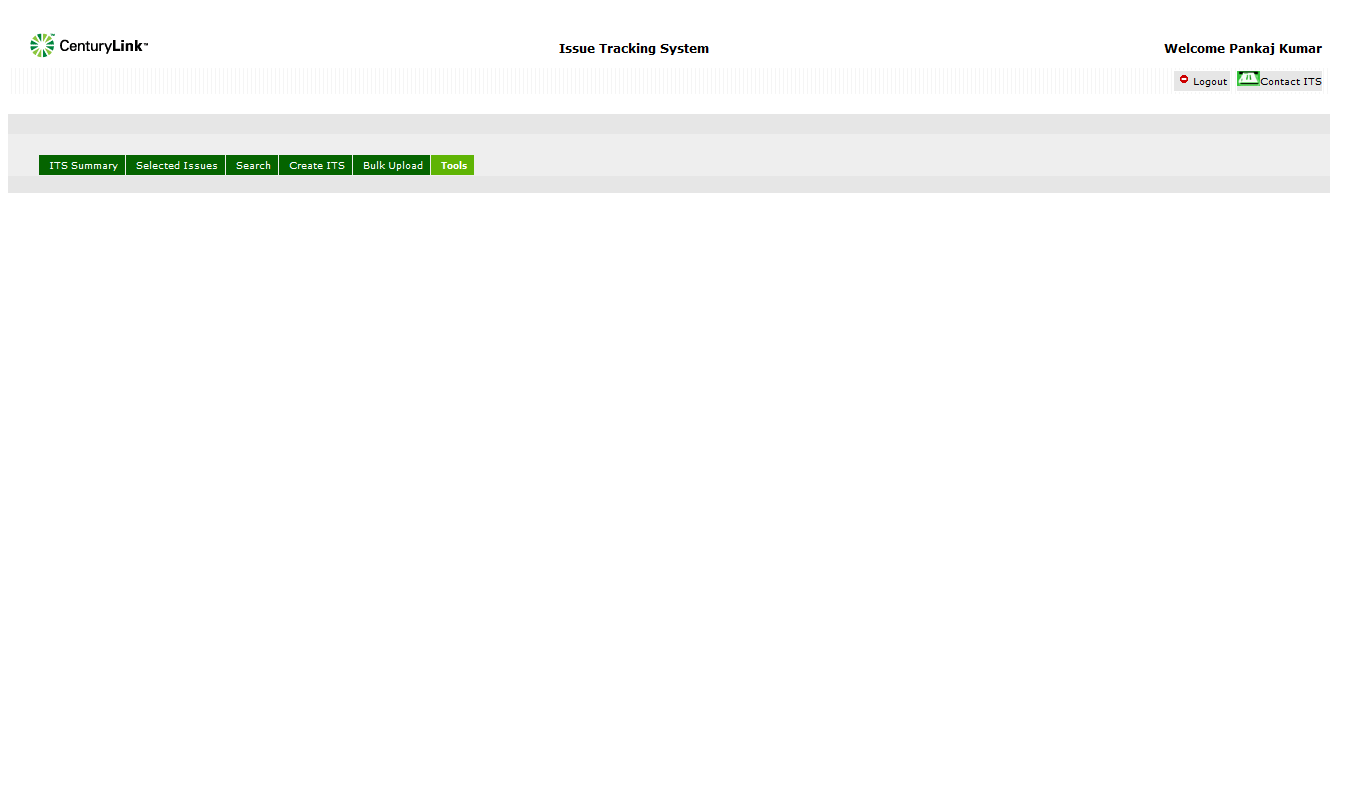 CenturyLink™
Issue Tracking System
Welcome Pankaj Kumar
Logout
Contact ITS
ITS Summary
Selected Issues
Search
Create ITS
Bulk Upload
Tools